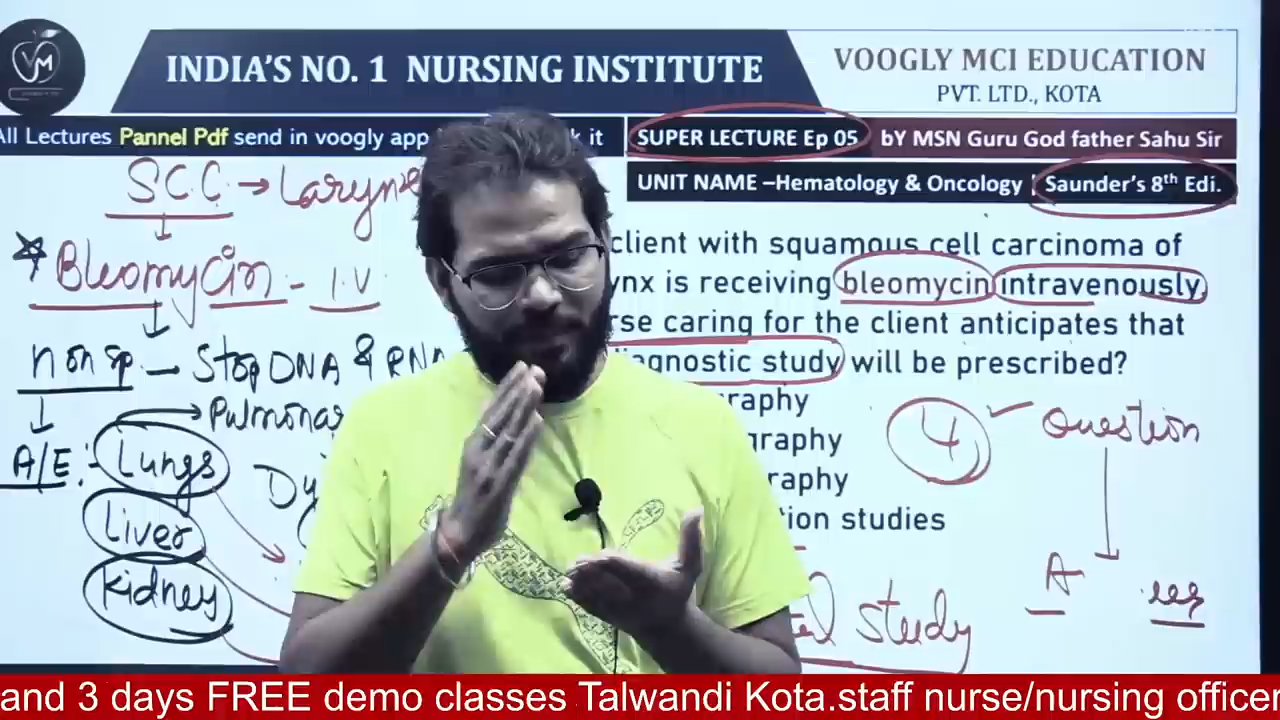 VM
INDIA'S NO. 1 NURSING INSTITUTE
VOOGLY MCI EDUCATION
PVT. LTD., KOTA
All Lectures Pannel Pdf send in voogly app
it
SUPER LECTURE Ep 05
bY MSN Guru God father Sahu Sir
UNIT NAME –Hematology & Oncology | Saunder's 8th Edi.
SCC → Laryn
Bleomycin - I.V
non sp — Stop DNA & RNA
→ Pulmonar
A/E :- Lungs
Dy
Liver
Kidney
client with squamous cell carcinoma of
ynx is receiving bleomycin intravenously,
rse caring for the client anticipates that
iagnostic study will be prescribed?
raphy
graphy
raphy
tion studies
4
Question
A
study
and 3 days FREE demo classes Talwandi Kota.staff nurse/nursing officer